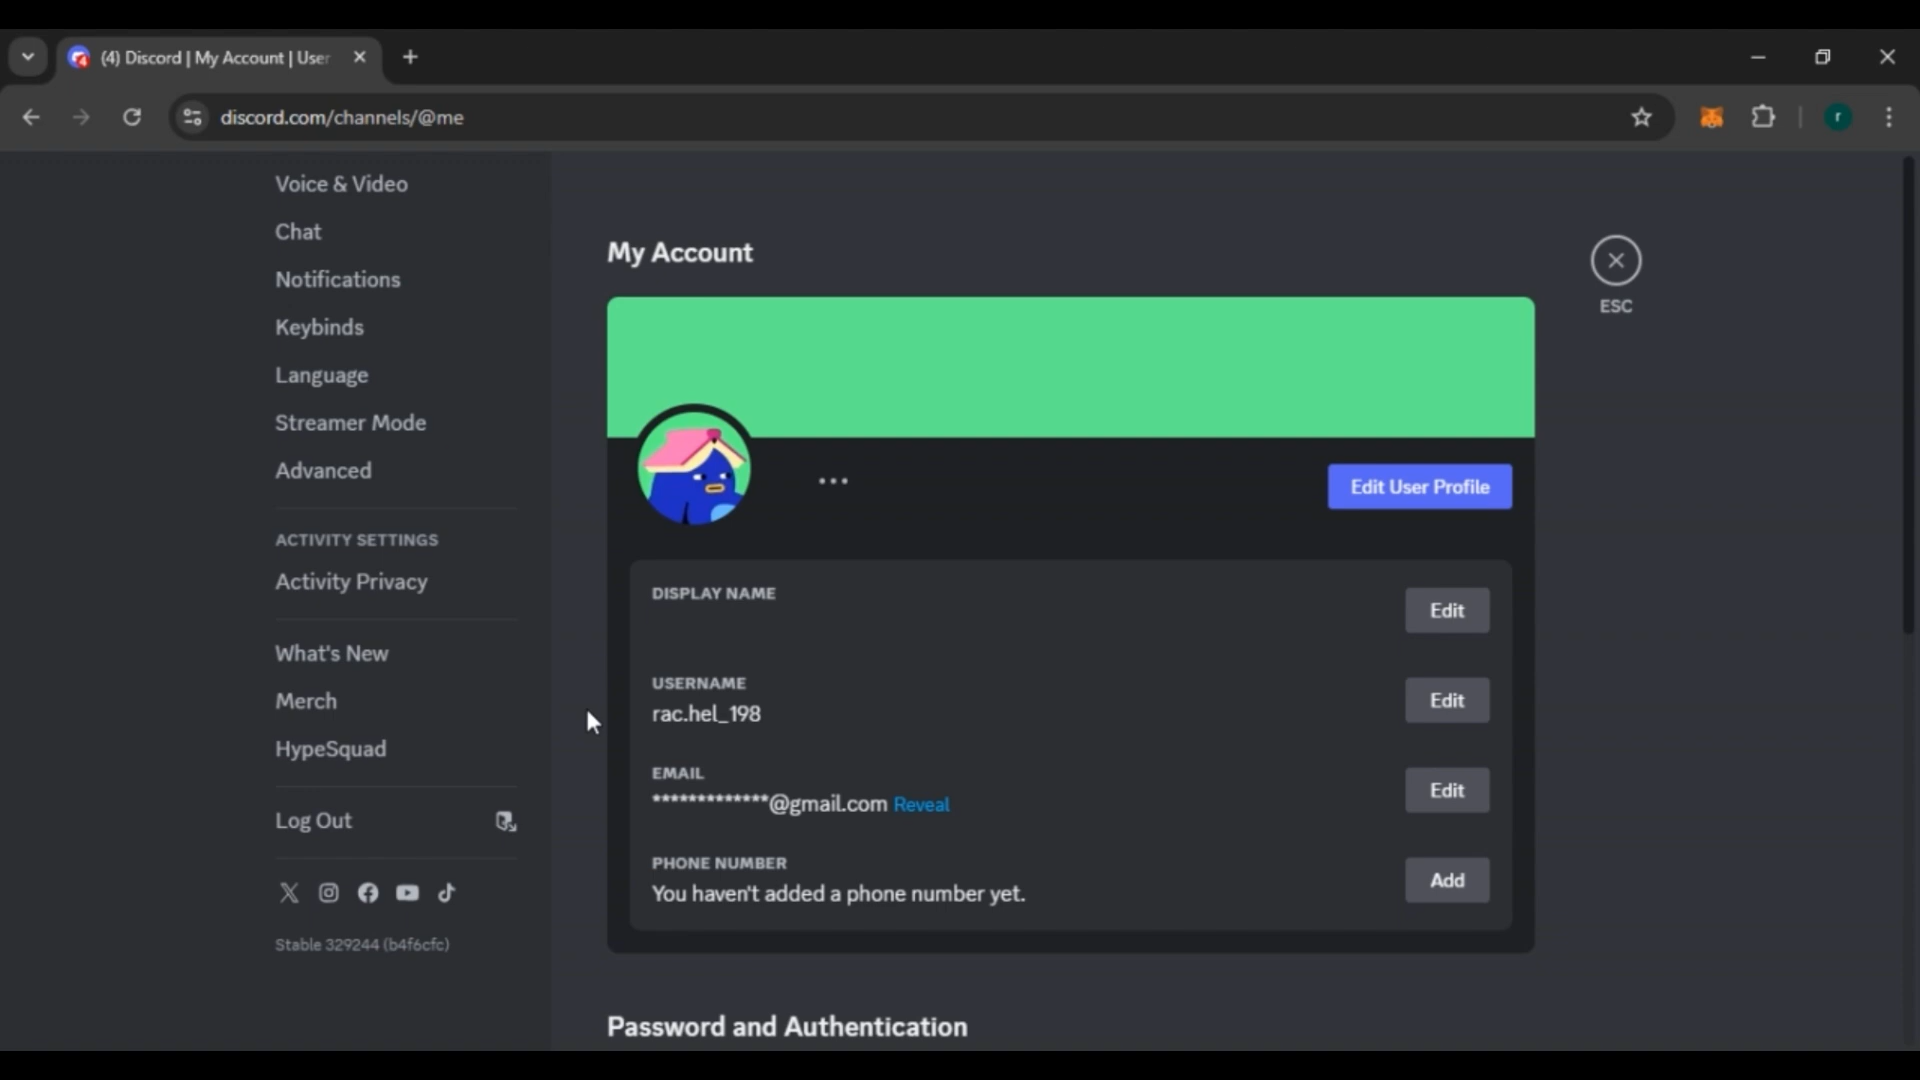 (4) Discord | My Account | User
discord.com/channels/@me
r
Voice & Video
Chat
Notifications
Keybinds
Language
Streamer Mode
Advanced
ACTIVITY SETTINGS
Activity Privacy
What's New
Merch
HypeSquad
Log Out
Stable 329244 (b4f6cfc)
My Account
ESC
Edit User Profile
DISPLAY NAME
Edit
USERNAME
rac.hel_198
Edit
EMAIL
*************@gmail.com Reveal
Edit
PHONE NUMBER
You haven't added a phone number yet.
Add
Password and Authentication